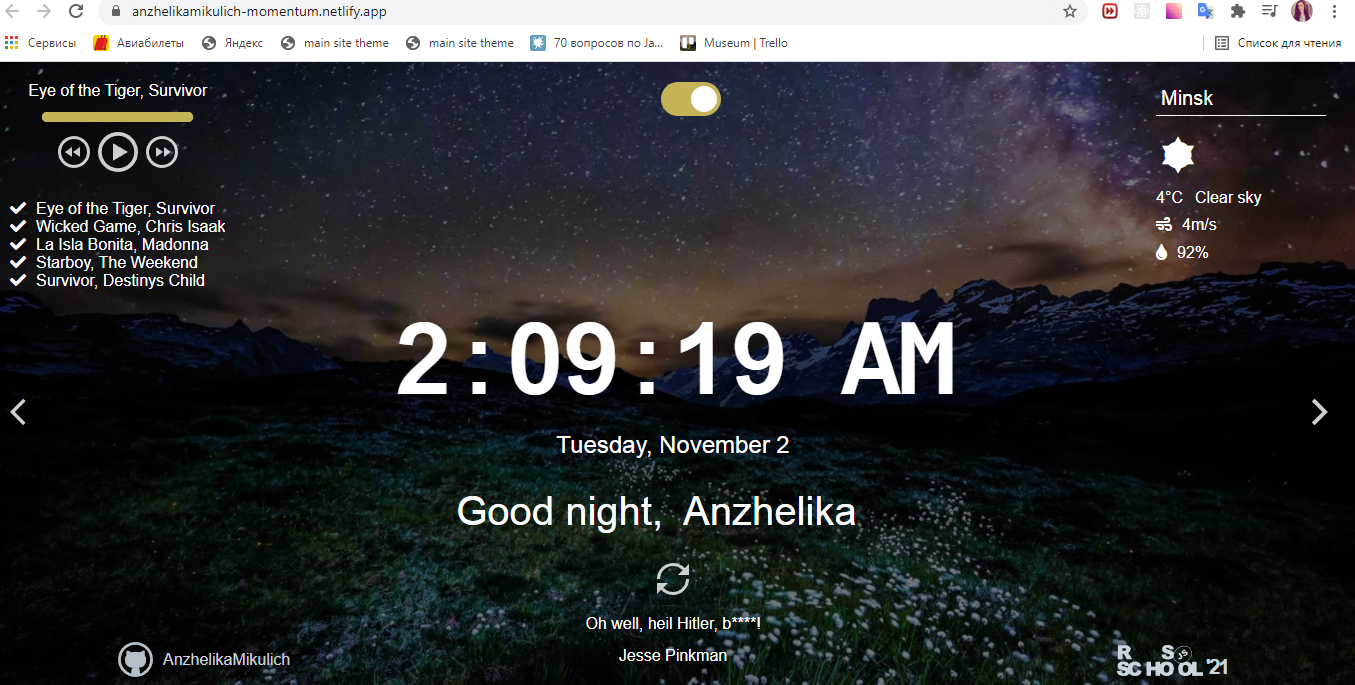 anzhelikamikulich-momentum.netlify.app
Сервисы Авиабилеты Яндекс main site theme main site theme 70 вопросов по Ja... Museum | Trello Список для чтения
Eye of the Tiger, Survivor
Minsk
4°C Clear sky
4m/s
92%
Eye of the Tiger, Survivor
Wicked Game, Chris Isaak
La Isla Bonita, Madonna
Starboy, The Weekend
Survivor, Destinys Child
2:09:19 AM
Tuesday, November 2
Good night, Anzhelika
Oh well, heil Hitler, b****!
Jesse Pinkman
AnzhelikaMikulich
R S JS
SCHOOL '21